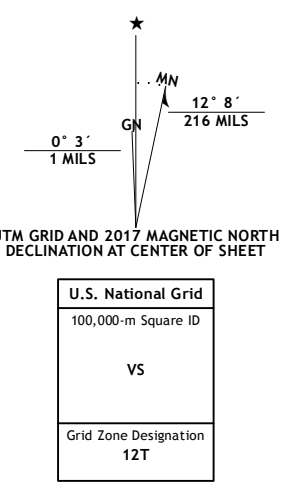 ★
MN
GN
12° 8´
216 MILS
0° 3´
1 MILS
UTM GRID AND 2017 MAGNETIC NORTH
DECLINATION AT CENTER OF SHEET
U.S. National Grid
100,000-m Square ID
VS
Grid Zone Designation
12T